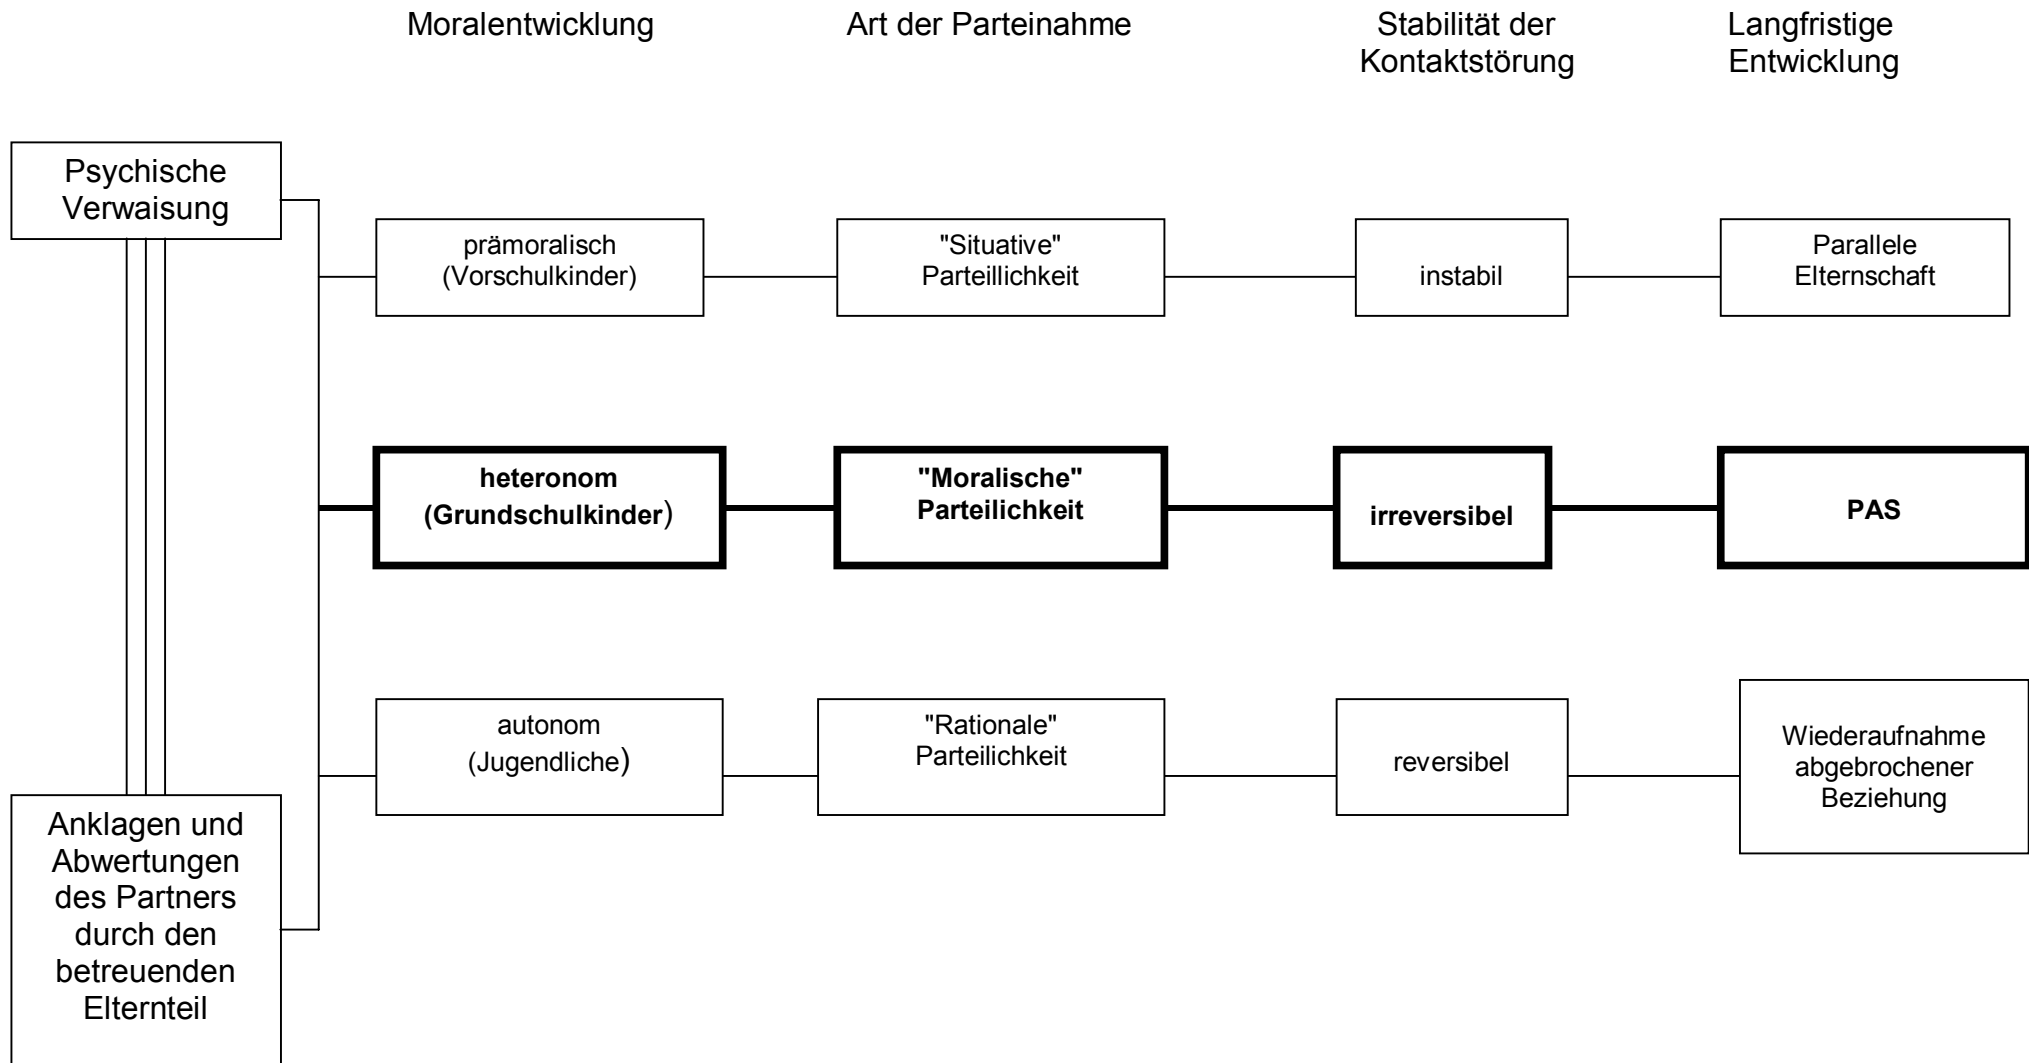 Moralentwicklung
Art der Parteinahme
Stabilität der
Kontaktstörung
Langfristige
Entwicklung
Psychische
Verwaisung
prämoralisch
(Vorschulkinder)
"Situative"
Parteillichkeit
instabil
Parallele
Elternschaft
heteronom
(Grundschulkinder)
"Moralische"
Parteilichkeit
irreversibel
PAS
autonom
(Jugendliche)
"Rationale"
Parteilichkeit
reversibel
Wiederaufnahme
abgebrochener
Beziehung
Anklagen und
Abwertungen
des Partners
durch den
betreuenden
Elternteil